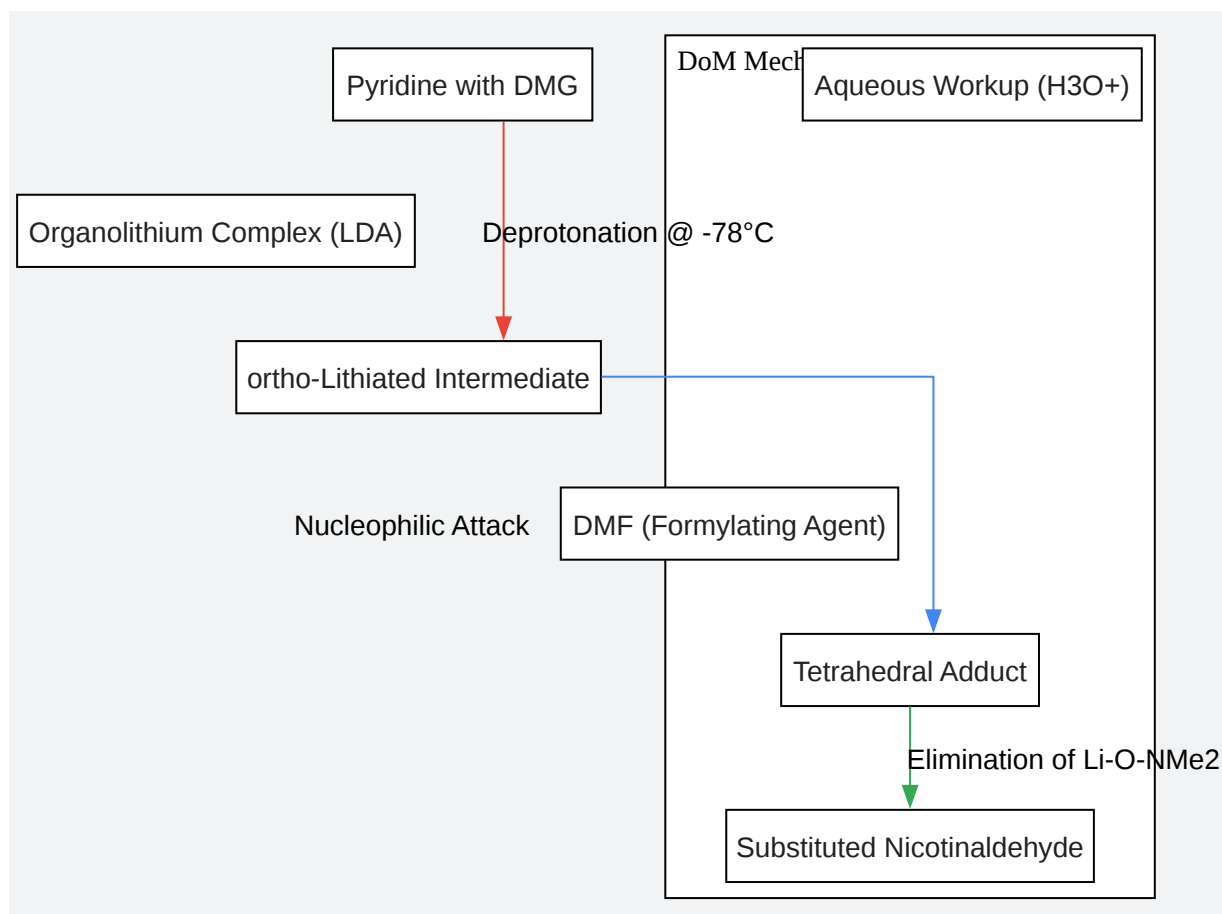 DoM Mech
Pyridine with DMG
Aqueous Workup (H3O+)
Organolithium Complex (LDA)
Deprotonation @ -78°C
ortho-Lithiated Intermediate
Nucleophilic Attack
DMF (Formylating Agent)
Tetrahedral Adduct
Elimination of Li-O-NMe2
Substituted Nicotinaldehyde